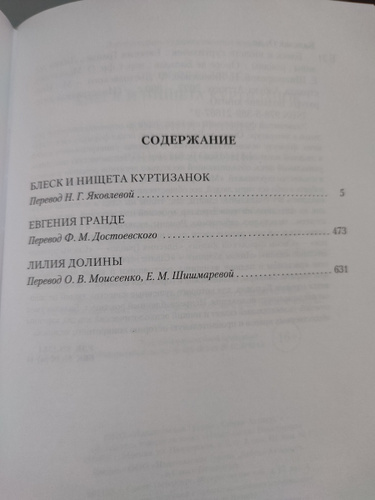 СОДЕРЖАНИЕ
БЛЕСК И НИЩЕТА КУРТИЗАНОК
Перевод Н. Г. Яковлевой . . . . . . . . . . . . . . . . . . . . . . . . . . . . . . . . . . . . . . . . 5
ЕВГЕНИЯ ГРАНДЕ
Перевод Ф. М. Достоевского . . . . . . . . . . . . . . . . . . . . . . . . . . . . . . . . . . 473
ЛИЛИЯ ДОЛИНЫ
Перевод О. В. Моисеенко, Е. М. Шишмаревой . . . . . . . . . . . . . . . . . . . 631